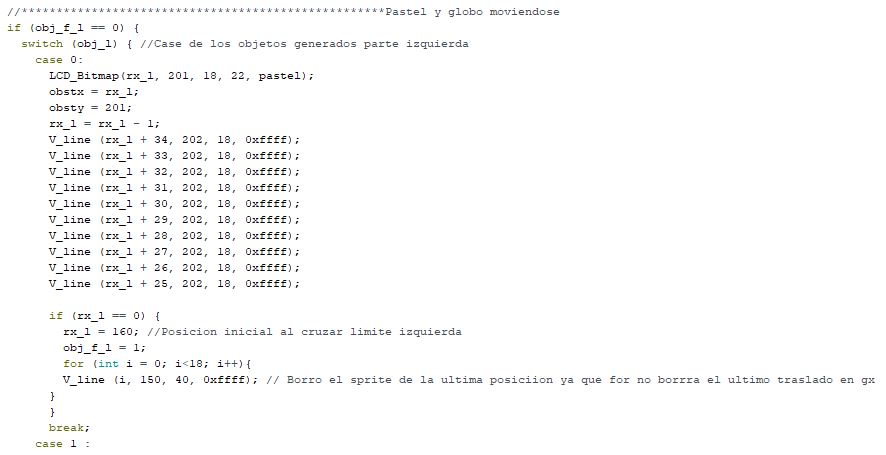 //****************************************************Pastel y globo moviendose
if (obj_f_l == 0) {
  switch (obj_l) { //Case de los objetos generados parte izquierda
    case 0:
      LCD_Bitmap(rx_l, 201, 18, 22, pastel);
      obstx = rx_l;
      obsty = 201;
      rx_l = rx_l - 1;
      V_line (rx_l + 34, 202, 18, 0xffff);
      V_line (rx_l + 33, 202, 18, 0xffff);
      V_line (rx_l + 32, 202, 18, 0xffff);
      V_line (rx_l + 31, 202, 18, 0xffff);
      V_line (rx_l + 30, 202, 18, 0xffff);
      V_line (rx_l + 29, 202, 18, 0xffff);
      V_line (rx_l + 28, 202, 18, 0xffff);
      V_line (rx_l + 27, 202, 18, 0xffff);
      V_line (rx_l + 26, 202, 18, 0xffff);
      V_line (rx_l + 25, 202, 18, 0xffff);

      if (rx_l == 0) {
        rx_l = 160; //Posicion inicial al cruzar limite izquierda
        obj_f_l = 1;
        for (int i = 0; i<18; i++){
        V_line (i, 150, 40, 0xffff); // Borro el sprite de la ultima posiciion ya que for no borrra el ultimo traslado en gx
      }
      }
      break;
    case 1 :